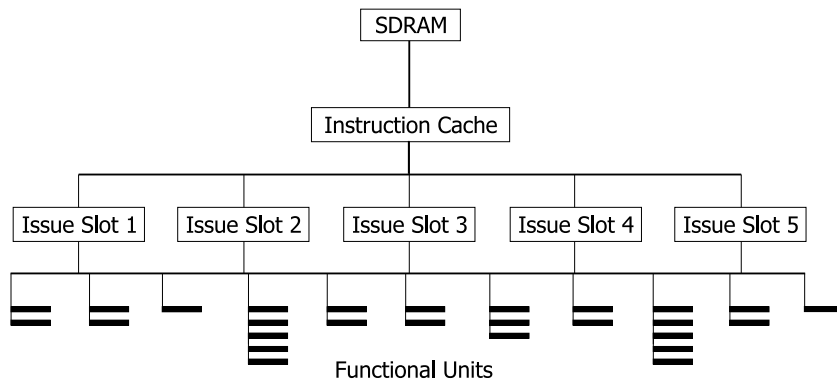 SDRAM
Instruction Cache
Issue Slot 1
Issue Slot 2
Issue Slot 3
Issue Slot 4
Issue Slot 5
Functional Units